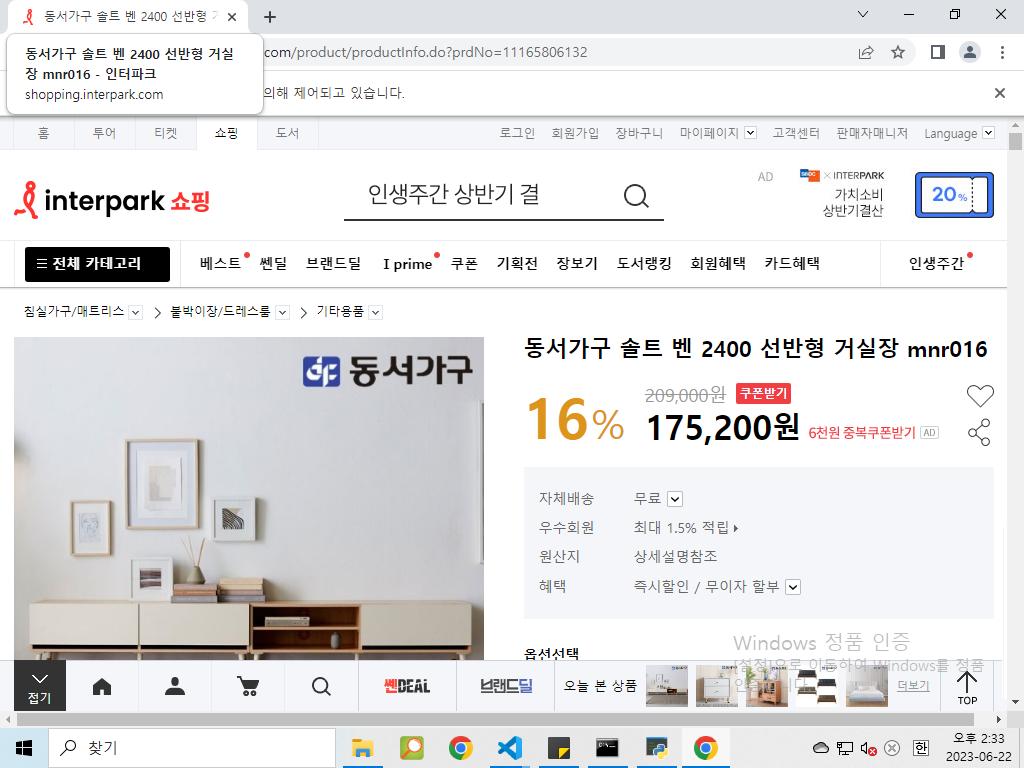 동서가구 솔트 벤 2400 선반형 거
동서가구 솔트 벤 2400 선반형 거실
장 mnr016 - 인터파크
shopping.interpark.com
com/product/productInfo.do?prdNo=11165806132
의해 제어되고 있습니다.
홈 투어 티켓 쇼핑 도서
로그인 회원가입 장바구니 마이페이지 고객센터 판매자매니저 Language
interpark 쇼핑
인생주간 상반기 결
AD
× INTERPARK
가치소비
상반기결산
20%
전체 카테고리
베스트 쎈딜 브랜드딜 I prime 쿠폰 기획전 장보기 도서랭킹 회원혜택 카드혜택 인생주간
침실가구/매트리스 > 붙박이장/드레스룸 > 기타용품
동서가구
동서가구 솔트 벤 2400 선반형 거실장 mnr016
16%
209,000원 쿠폰받기
175,200원 6천원 중복쿠폰받기 AD
자체배송 무료
우수회원 최대 1.5% 적립
원산지 상세설명참조
혜택 즉시할인 / 무이자 할부
옵션선택
Windows 정품 인증
[설정]으로 이동하여 Windows를 정품
접기
쎈DEAL
브랜드딜
오늘 본 상품
더보기
TOP
찾기
한
오후 2:33
2023-06-22